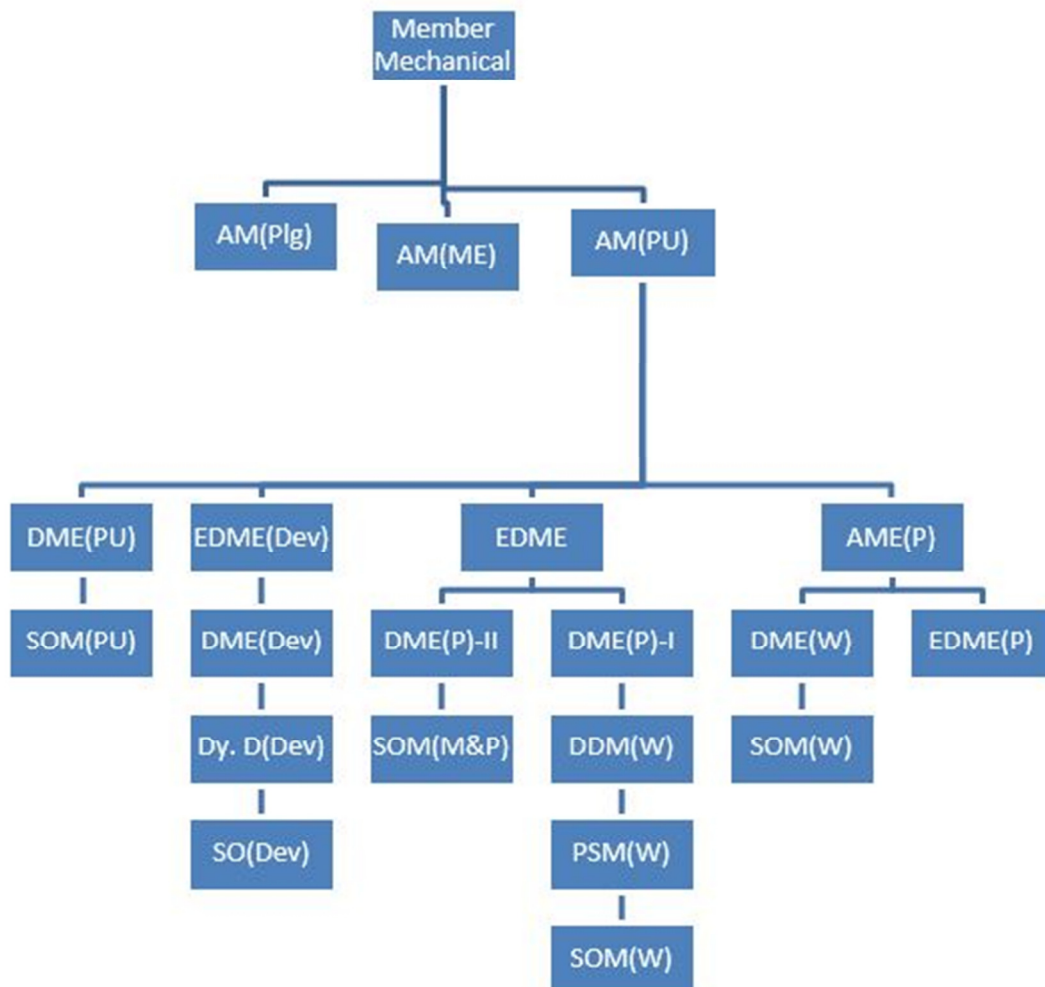 Member
Mechanical
AM(Plg)
AM(ME)
AM(PU)
DME(PU)
EDME(Dev)
EDME
AME(P)
SOM(PU)
DME(Dev)
DME(P)-II
DME(P)-I
DME(W)
EDME(P)
Dy. D(Dev)
SOM(M&P)
DDM(W)
SOM(W)
SO(Dev)
PSM(W)
SOM(W)